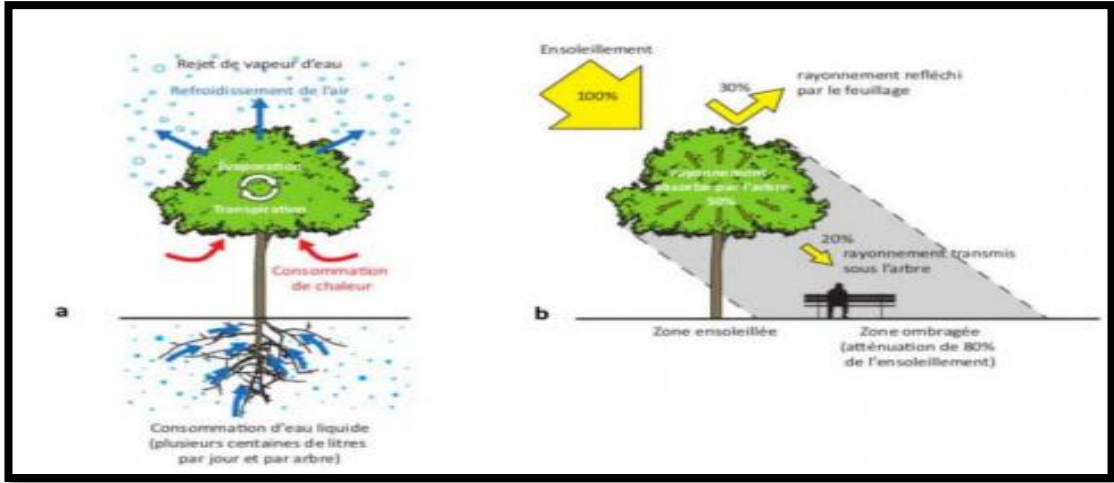 Rejet de vapeur d'eau
Refroidissement de l'air
Évaporation
Transpiration
Consommation
de chaleur
a
Consommation d'eau liquide
(plusieurs centaines de litres
par jour et par arbre)
Ensoleillement
100%
30%
rayonnement refléchi
par le feuillage
rayonnement
absorbé par l'arbre
50%
20%
rayonnement transmis
sous l'arbre
b
Zone ensoleillée
Zone ombragée
(atténuation de 80%
de l'ensoleillement)